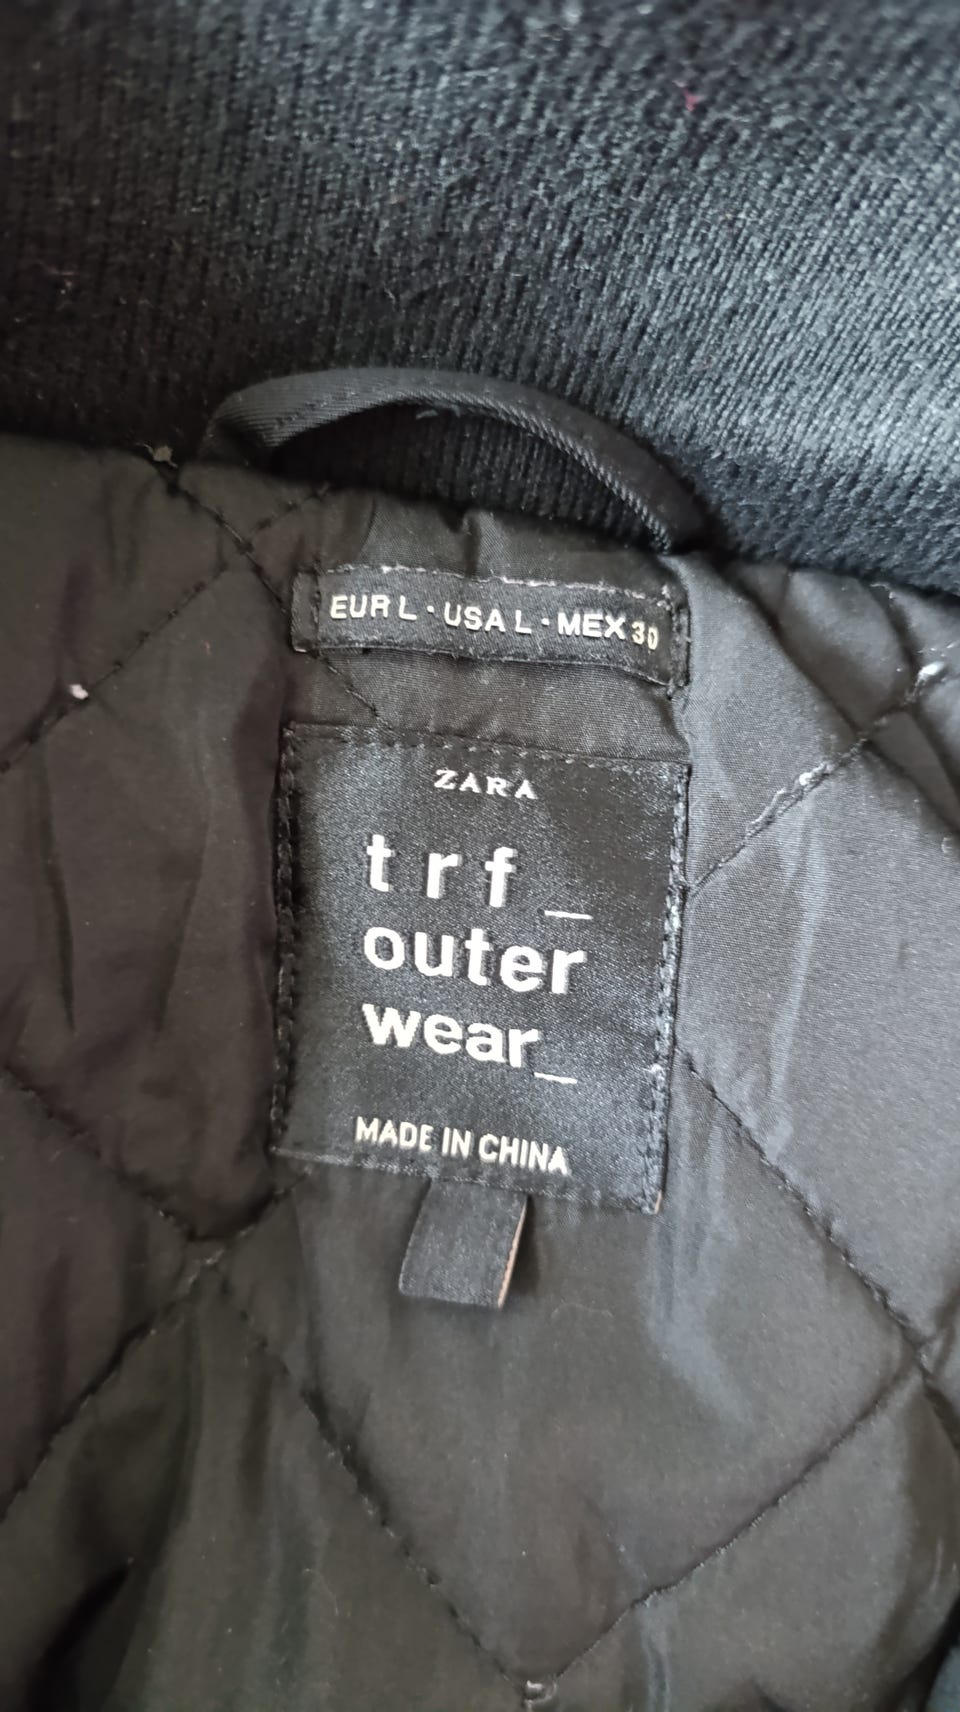 EUR L · USA L · MEX 30
ZARA
trf_
outer
wear_
MADE IN CHINA